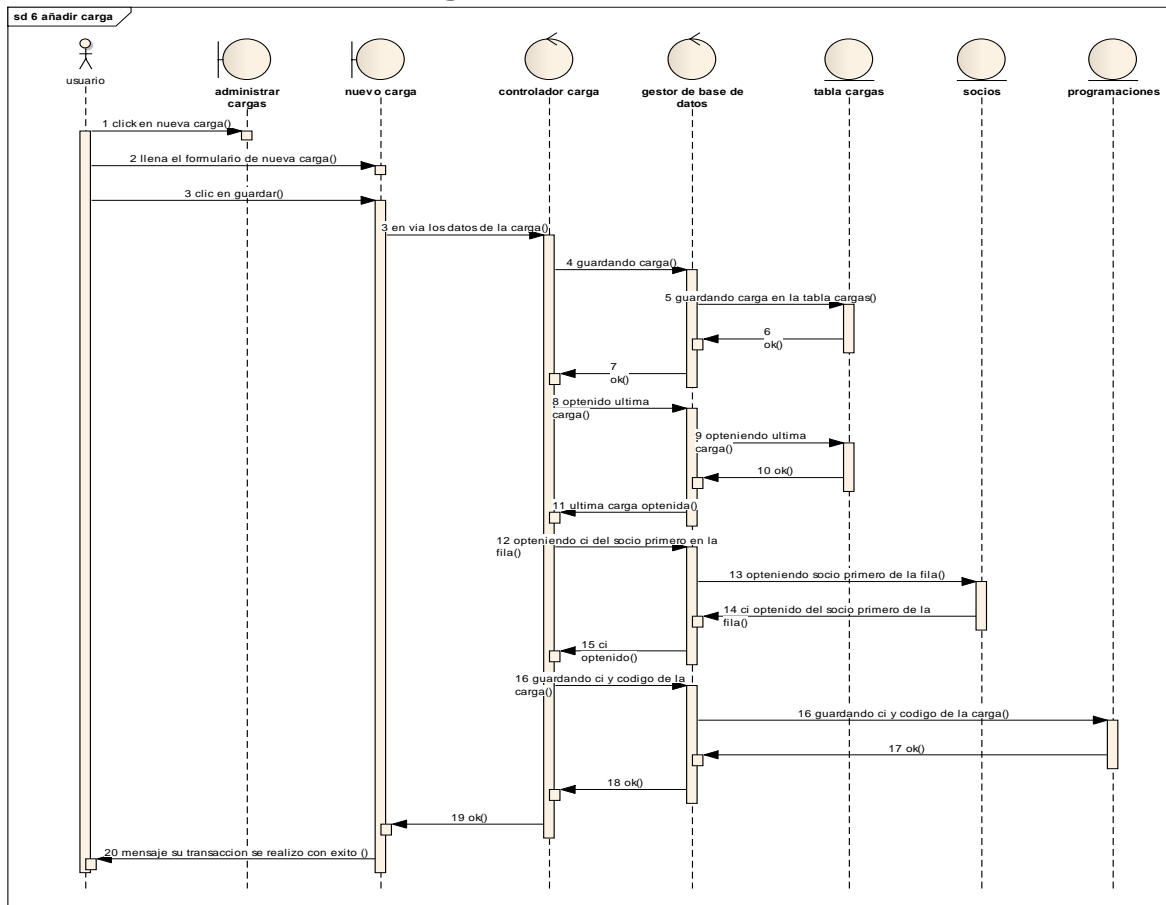 sd 6 añadir carga
usuario
administrar
cargas
nuevo carga
controlador carga
gestor de base de
datos
tabla cargas
socios
programaciones
1 click en nueva carga()
2 llena el formulario de nueva carga()
3 clic en guardar()
3 en via los datos de la carga()
4 guardando carga()
5 guardando carga en la tabla cargas()
6
ok()
7
ok()
8 optenido ultima
carga()
9 opteniendo ultima
carga()
10 ok()
11 ultima carga optenida()
12 opteniendo ci del socio primero en la
fila()
13 opteniendo socio primero de la fila()
14 ci optenido del socio primero de la
fila()
15 ci
optenido()
16 guardando ci y codigo de la
carga()
16 guardando ci y codigo de la carga()
17 ok()
18 ok()
19 ok()
20 mensaje su transaccion se realizo con exito ()